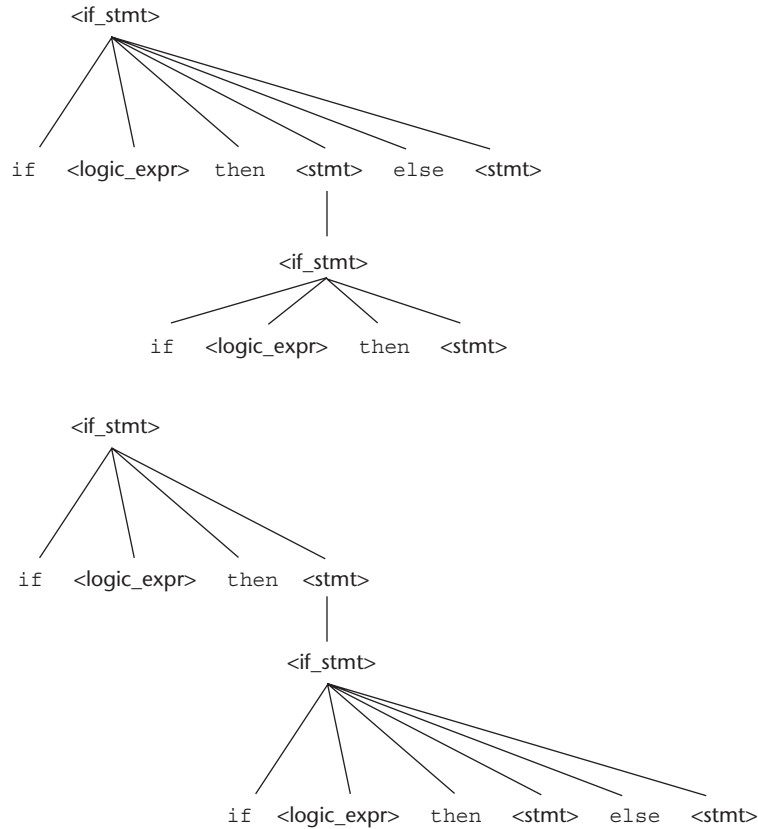 <if_stmt>
if <logic_expr> then <stmt> else <stmt>
<if_stmt>
if <logic_expr> then <stmt>
<if_stmt>
if <logic_expr> then <stmt>
<if_stmt>
if <logic_expr> then <stmt> else <stmt>